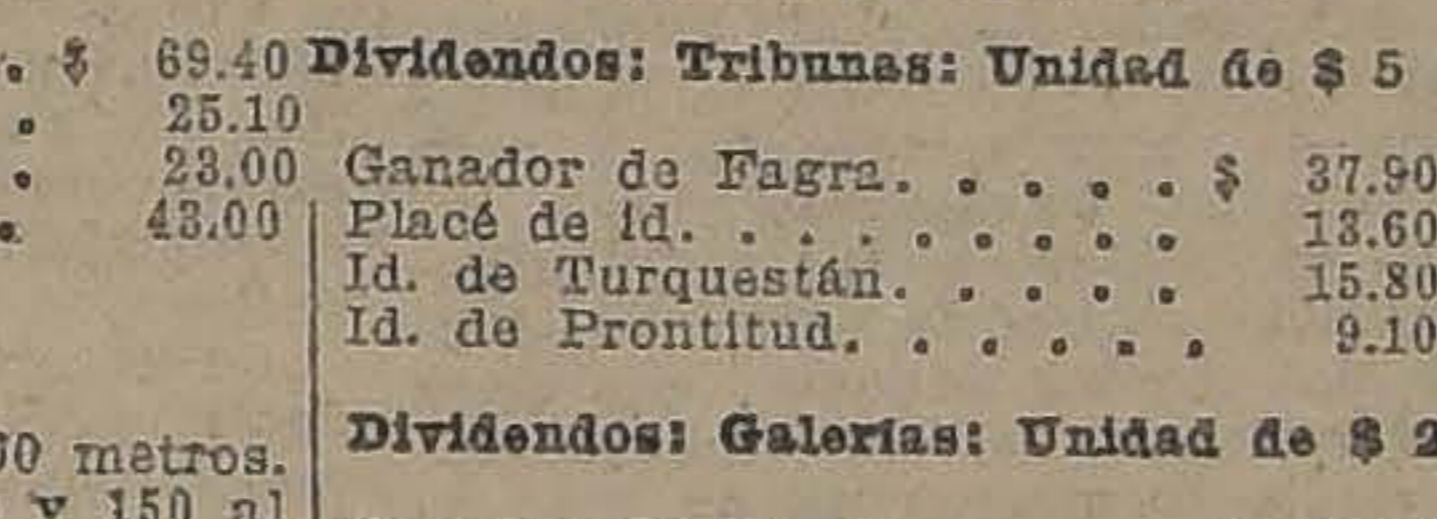 $ 69.40
25.10
23.00
43.00
0 metros.
y 150 al
Dividendos: Tribunas: Unidad de $ 5
Ganador de Fagra. . . . . $ 37.90
Placé de id. . . . . . . . . 13.60
Id. de Turquestán. . . . . 15.80
Id. de Prontitud. . . . . . 9.10
Dividendos: Galerías: Unidad de $ 2